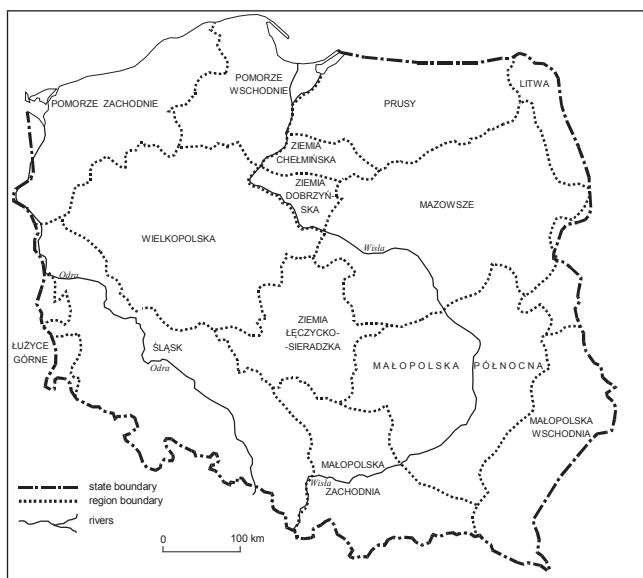 POMORZE ZACHODNIE
POMORZE
WSCHODNIE
PRUSY
LITWA
ZIEMIA
CHEŁMIŃSKA
ZIEMIA
DOBRZYŃ-
SKA
MAZOWSZE
WIELKOPOLSKA
Wisła
Odra
ZIEMIA
ŁĘCZYCKO-
-SIERADZKA
ŁUŻYCE
GÓRNE
ŚLĄSK
Odra
MAŁOPOLSKA PÓŁNOCNA
MAŁOPOLSKA
WSCHODNIA
MAŁOPOLSKA
ZACHODNIA
Wisła
state boundary
region boundary
rivers
0 100 km